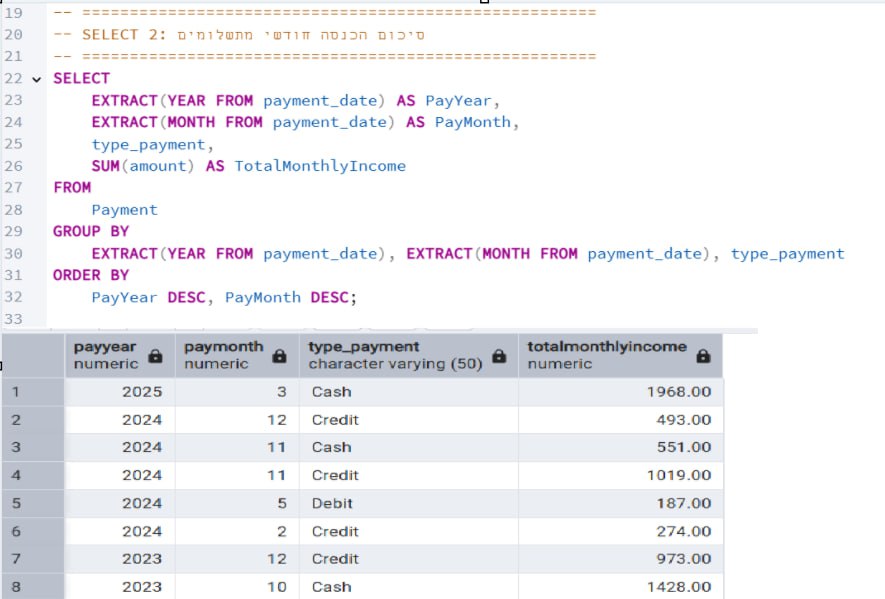 19 -- ======================================================
20 -- SELECT 2: סיכום הכנסה חודשי מתשלומים
21 -- ======================================================
22 SELECT
23 EXTRACT(YEAR FROM payment_date) AS PayYear,
24 EXTRACT(MONTH FROM payment_date) AS PayMonth,
25 type_payment,
26 SUM(amount) AS TotalMonthlyIncome
27 FROM
28 Payment
29 GROUP BY
30 EXTRACT(YEAR FROM payment_date), EXTRACT(MONTH FROM payment_date), type_payment
31 ORDER BY
32 PayYear DESC, PayMonth DESC;
33
payyear paymonth type_payment totalmonthlyincome
numeric numeric character varying (50) numeric
1 2025 3 Cash 1968.00
2 2024 12 Credit 493.00
3 2024 11 Cash 551.00
4 2024 11 Credit 1019.00
5 2024 5 Debit 187.00
6 2024 2 Credit 274.00
7 2023 12 Credit 973.00
8 2023 10 Cash 1428.00